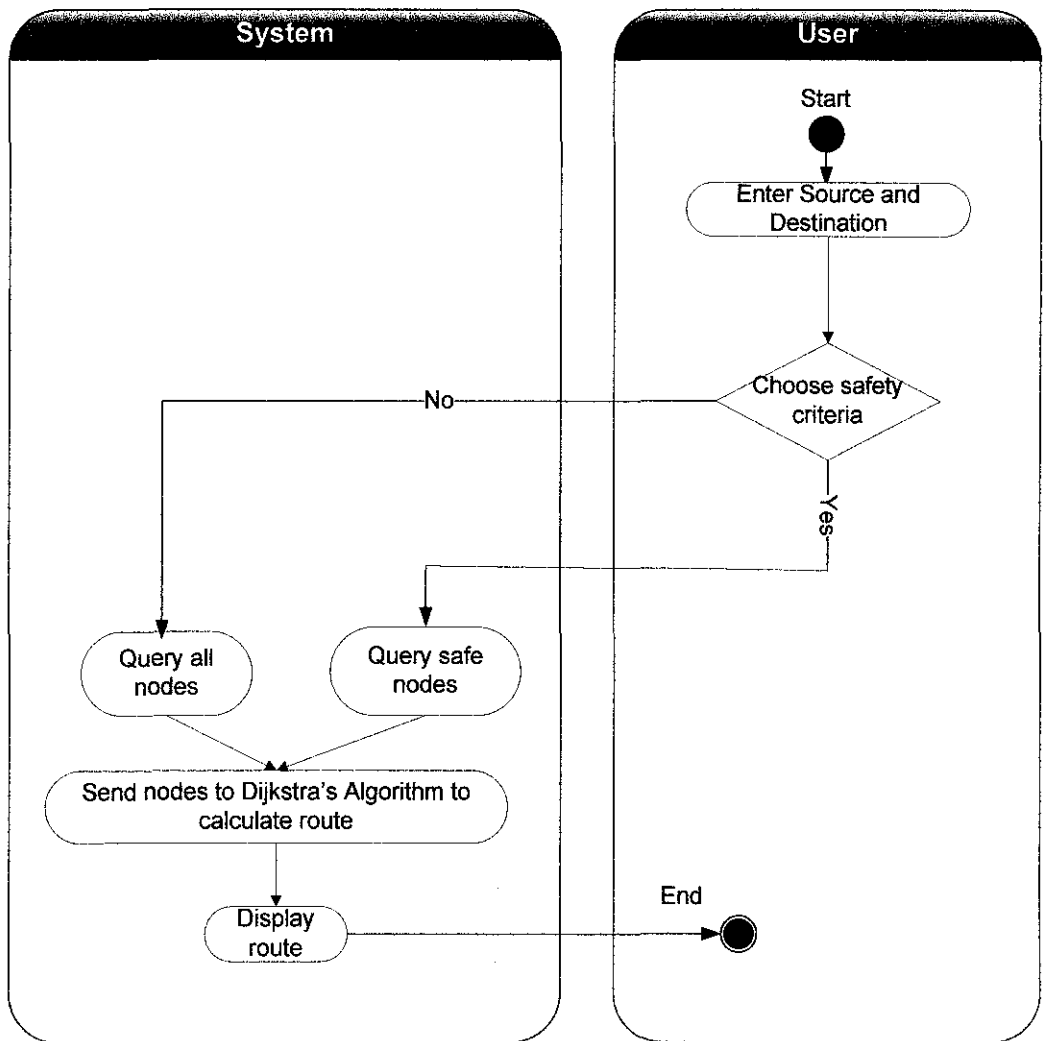 System
User
Start
Enter Source and
Destination
Choose safety
criteria
No
Yes
Query all
nodes
Query safe
nodes
Send nodes to Dijkstra's Algorithm to
calculate route
Display
route
End